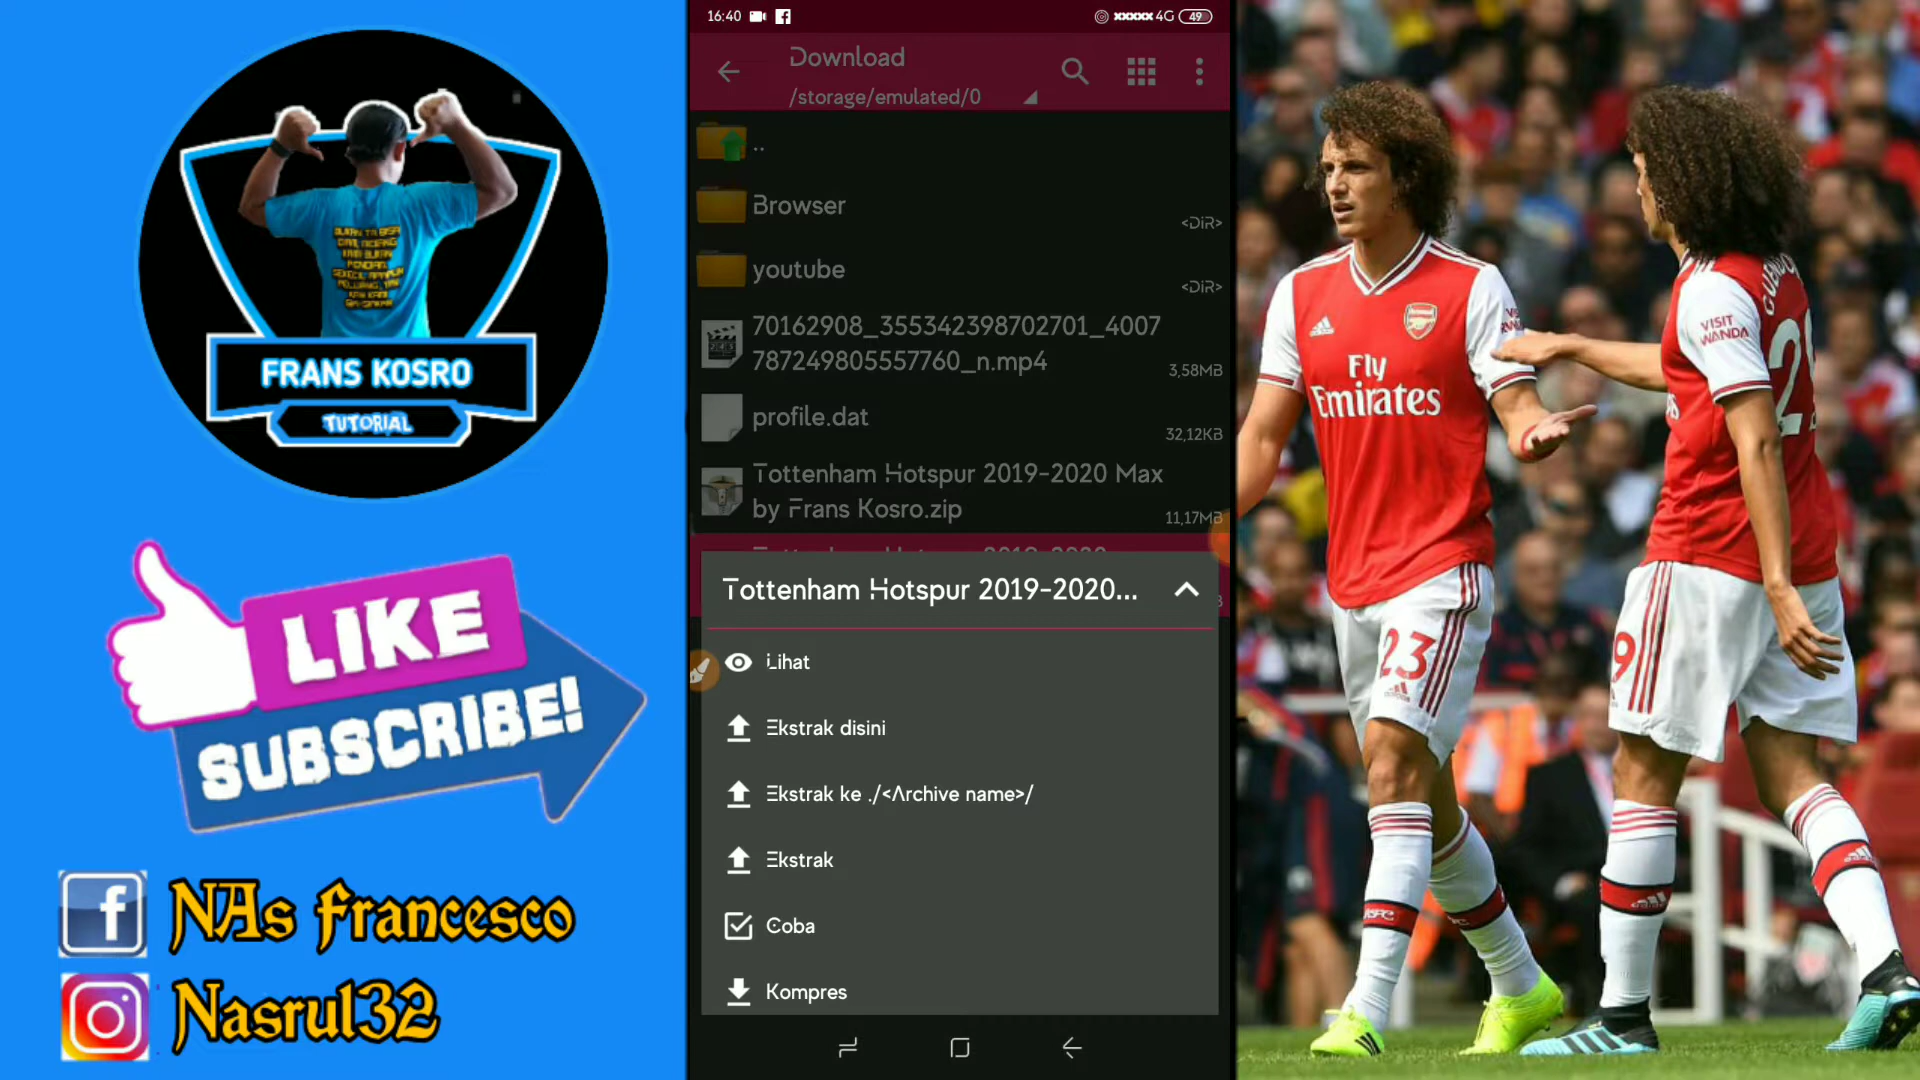 FRANS KOSRO
TUTORIAL
LIKE
SUBSCRIBE!
NAs Francesco
Nasrul32
16:40
4G
49
Download
/storage/emulated/0
..
Browser
<DIR>
youtube
<DIR>
70162908_355342398702701_4007
787249805557760_n.mp4
3,58MB
profile.dat
32,12KB
Tottenham Hotspur 2019-2020 Max
by Frans Kosro.zip
11,17MB
Tottenham Hotspur 2019-2020...
Lihat
Ekstrak disini
Ekstrak ke ./<Archive name>/
Ekstrak
Coba
Kompres
Fly
Emirates
23
VISIT
WANDA
9